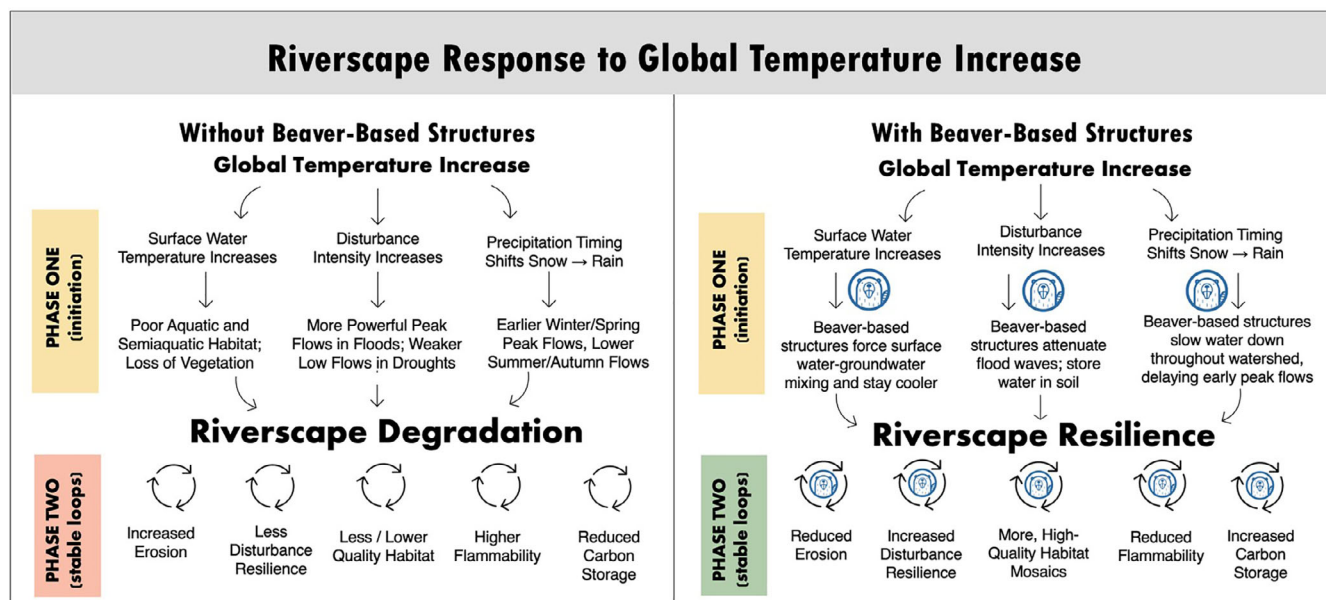 Riverscape Response to Global Temperature Increase
Without Beaver-Based Structures
Global Temperature Increase
PHASE ONE
(initiation)
Surface Water
Temperature Increases
Disturbance
Intensity Increases
Precipitation Timing
Shifts Snow → Rain
Poor Aquatic and
Semiaquatic Habitat;
Loss of Vegetation
More Powerful Peak
Flows in Floods; Weaker
Low Flows in Droughts
Earlier Winter/Spring
Peak Flows, Lower
Summer/Autumn Flows
Riverscape Degradation
PHASE TWO
(stable loops)
Increased
Erosion
Less
Disturbance
Resilience
Less / Lower
Quality Habitat
Higher
Flammability
Reduced
Carbon
Storage
With Beaver-Based Structures
Global Temperature Increase
PHASE ONE
(initiation)
Surface Water
Temperature Increases
Disturbance
Intensity Increases
Precipitation Timing
Shifts Snow → Rain
Beaver-based
structures force surface
water-groundwater
mixing and stay cooler
Beaver-based
structures attenuate
flood waves; store
water in soil
Beaver-based structures
slow water down
throughout watershed,
delaying early peak flows
Riverscape Resilience
PHASE TWO
(stable loops)
Reduced
Erosion
Increased
Disturbance
Resilience
More, High-
Quality Habitat
Mosaics
Reduced
Flammability
Increased
Carbon
Storage